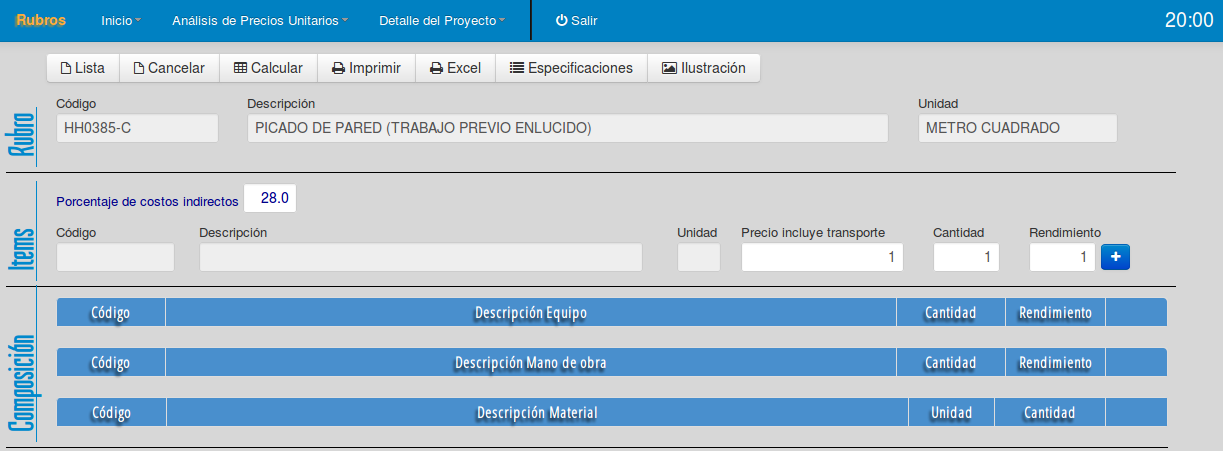 Rubros Inicio Análisis de Precios Unitarios Detalle del Proyecto Salir 20:00
Lista Cancelar Calcular Imprimir Excel Especificaciones Ilustración
Rubro
Código Descripción Unidad
HH0385-C PICADO DE PARED (TRABAJO PREVIO ENLUCIDO) METRO CUADRADO
Items
Porcentaje de costos indirectos 28.0
Código Descripción Unidad Precio incluye transporte Cantidad Rendimiento
1 1 1 +
Composición
Código Descripción Equipo Cantidad Rendimiento
Código Descripción Mano de obra Cantidad Rendimiento
Código Descripción Material Unidad Cantidad